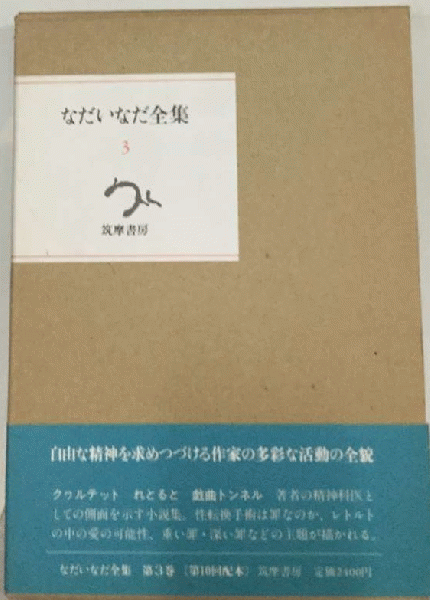 なだいなだ全集
3
筑摩書房
自由な精神を求めつづける作家の多彩な活動の全貌
クヮルテット れとると 戯曲トンネル 著者の精神科医と
しての側面を示す小説集。性転換手術は罪なのか、レトルト
の中の愛の可能性、重い罪・深い罪などの主題が描かれる。
なだいなだ全集 第3巻 〔第10回配本〕 筑摩書房 定価2400円